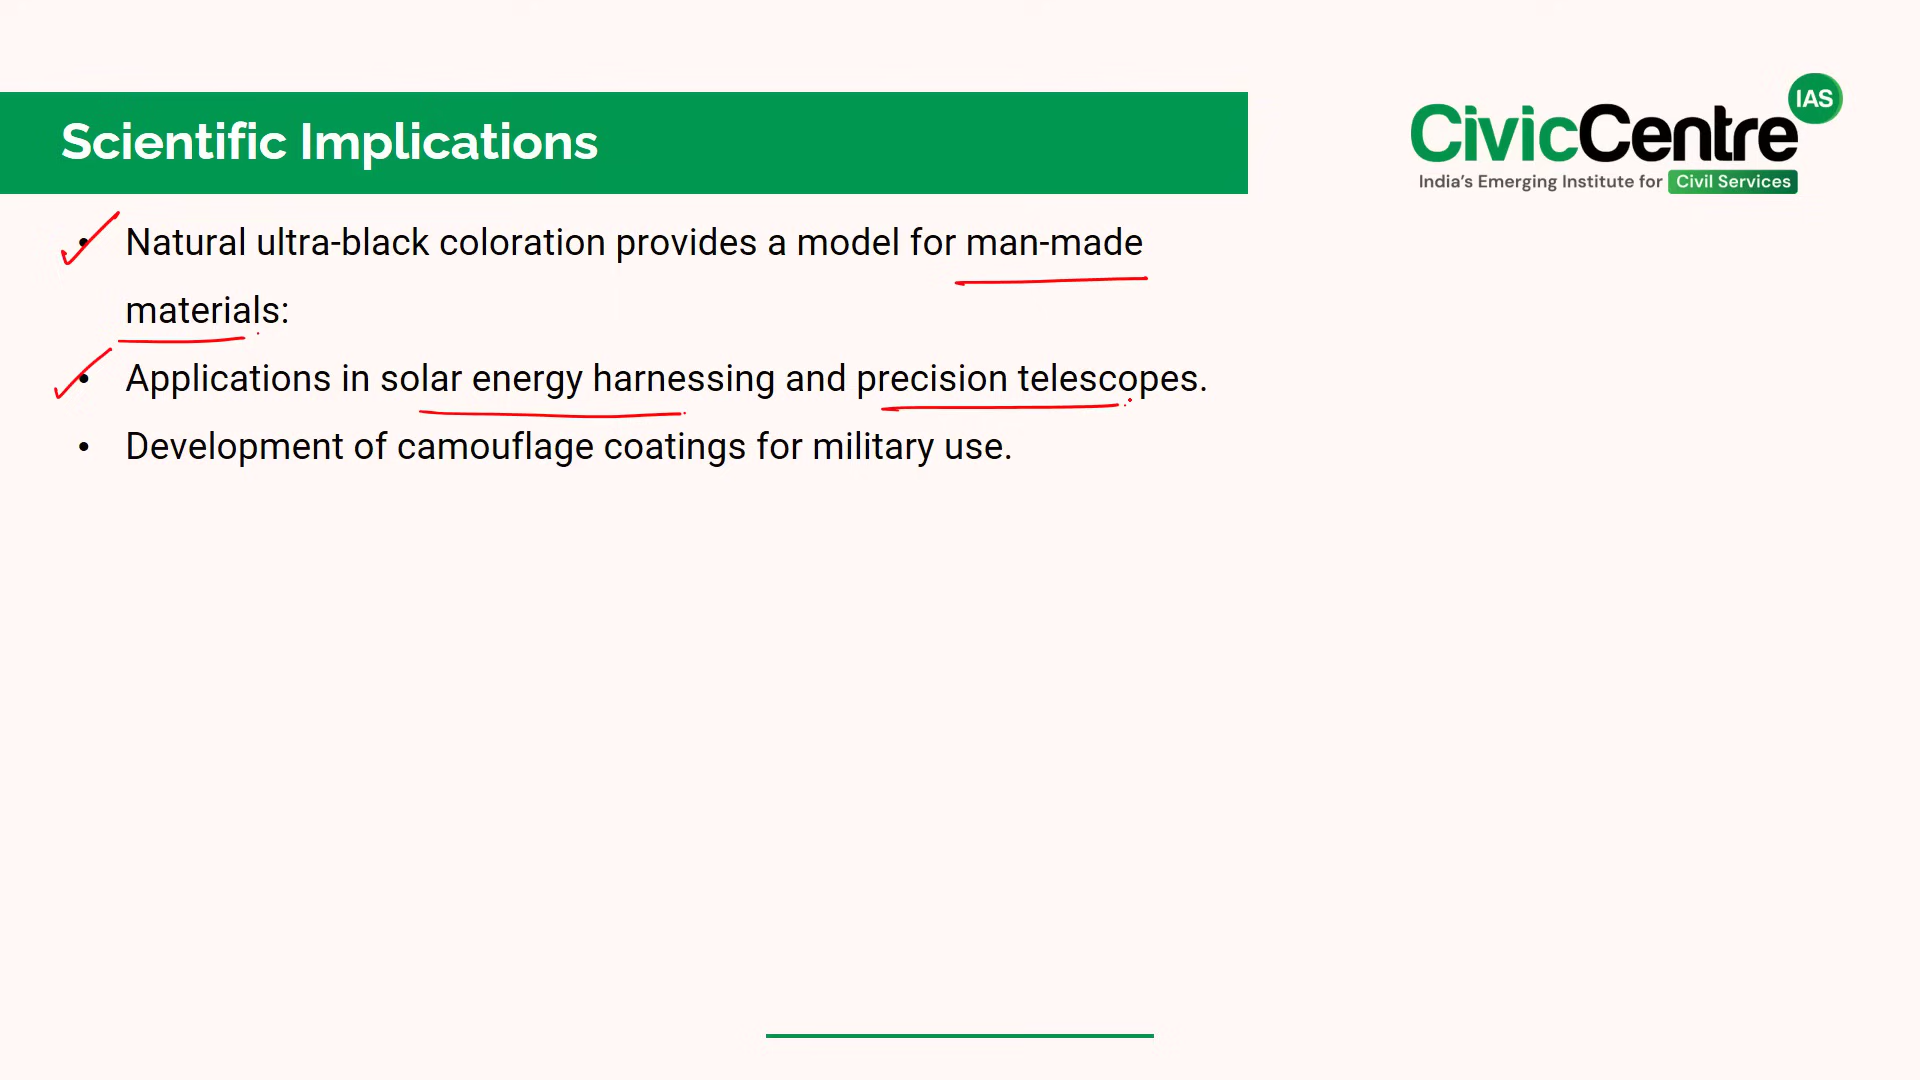 Scientific Implications
CivicCentre IAS
India's Emerging Institute for Civil Services
• Natural ultra-black coloration provides a model for man-made
materials:
• Applications in solar energy harnessing and precision telescopes.
• Development of camouflage coatings for military use.